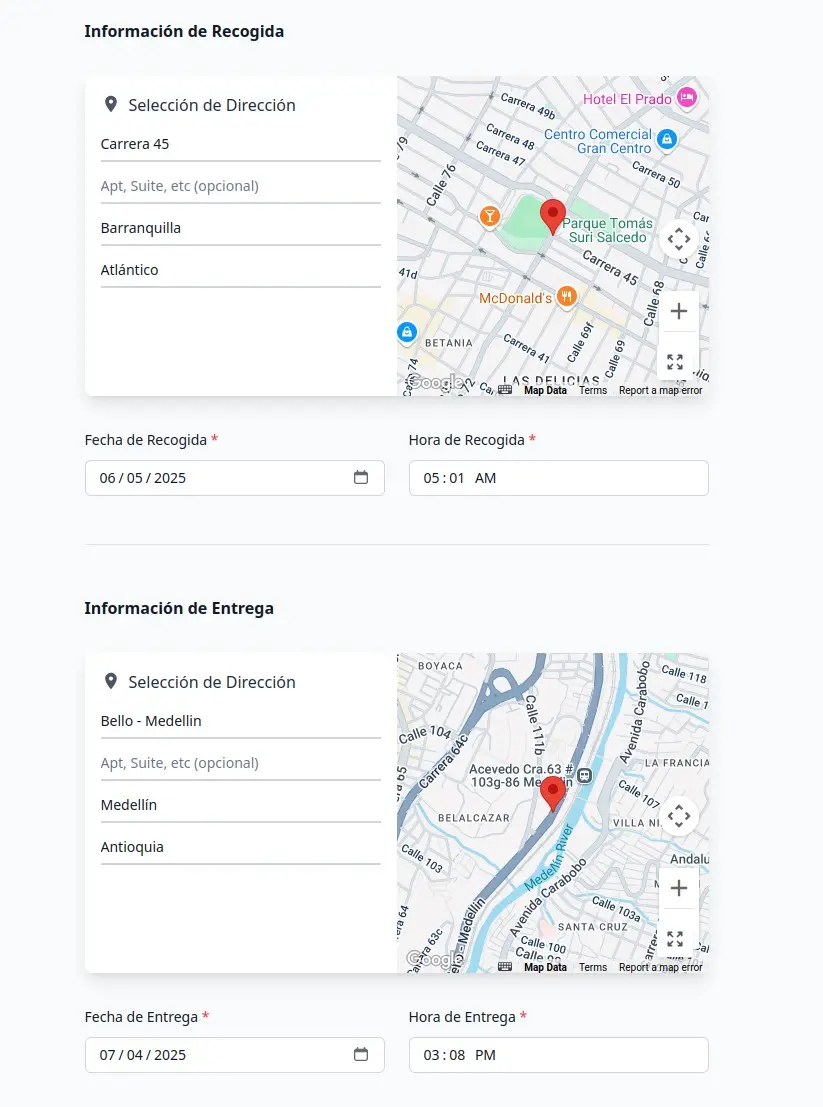 Información de Recogida
Selección de Dirección
Carrera 45
Apt, Suite, etc (opcional)
Barranquilla
Atlántico
Carrera 49b
Hotel El Prado
Carrera 48
Centro Comercial
Gran Centro
Carrera 47
Calle 76
Carrera 50
Parque Tomás
Suri Salcedo
Carrera 45
41d
McDonald's
Calle 68
BETANIA
Calle 69f
Carrera 41
Calle 69
LAS DELICIAS
Google
Map Data
Terms
Report a map error
Fecha de Recogida *
Hora de Recogida *
06 / 05 / 2025
05 : 01 AM
Información de Entrega
Selección de Dirección
Bello - Medellin
Apt, Suite, etc (opcional)
Medellín
Antioquia
BOYACA
Calle 118
Calle 111b
Avenida Carabobo
Calle 104
Carrera 64c
LA FRANCIA
Acevedo Cra.63 #
103g-86
Calle 107
BELALCAZAR
Calle 103
Medellín River
Avenida Carabobo
Calle 103a
SANTA CRUZ
Calle 100
Google
Map Data
Terms
Report a map error
Fecha de Entrega *
Hora de Entrega *
07 / 04 / 2025
03 : 08 PM